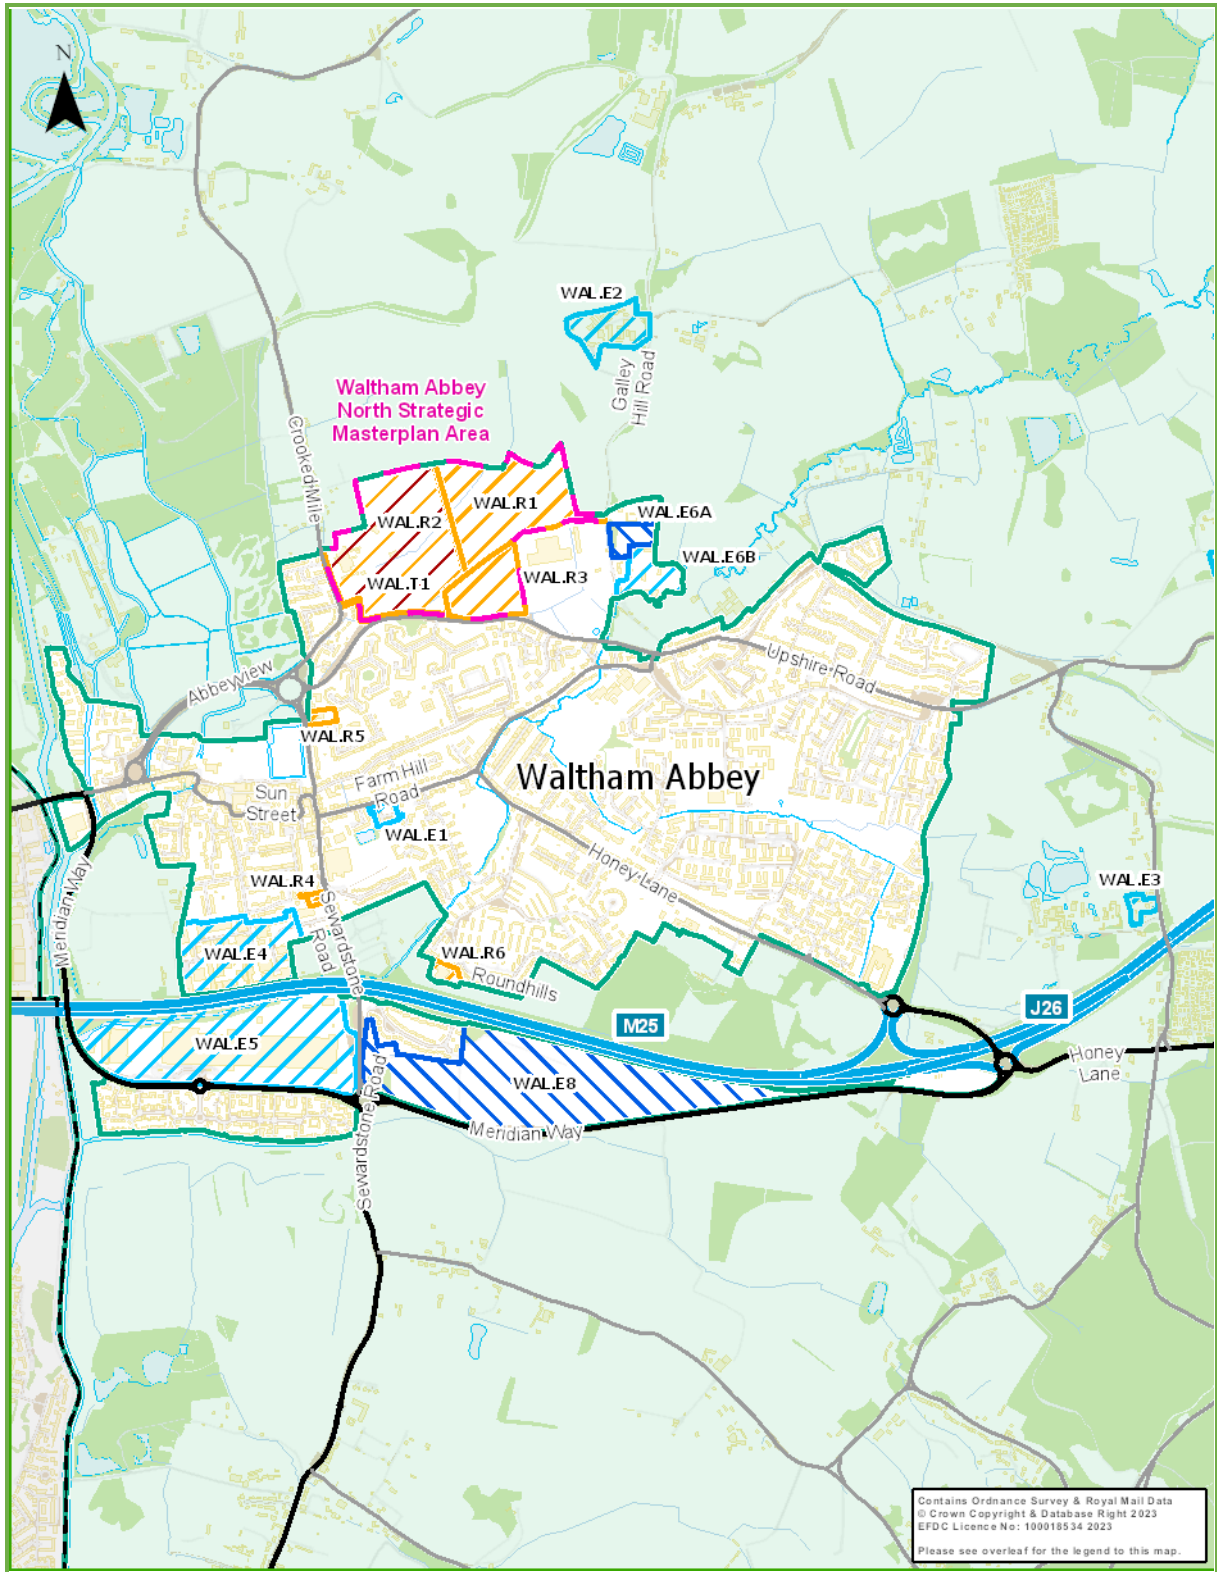 N
WAL.E2
Galley
Hill Road
Waltham Abbey
North Strategic
Masterplan Area
Crooked Mile
WAL.R1
WAL.R2
WAL.E6A
WAL.E6B
WAL.R3
WAL.T1
Upshire Road
Abbeyview
WAL.R5
Farm Hill
Road
Waltham Abbey
Sun
Street
WAL.E1
Honey Lane
Meridian Way
WAL.R4
WAL.E3
Sewardstone
Road
WAL.E4
WAL.R6
Roundhills
J26
M25
WAL.E5
Honey
Lane
WAL.E8
Meridian Way
Sewardstone Road
Contains Ordnance Survey & Royal Mail Data
© Crown Copyright & Database Right 2023
EFDC Licence No: 100018534 2023
Please see overleaf for the legend to this map.